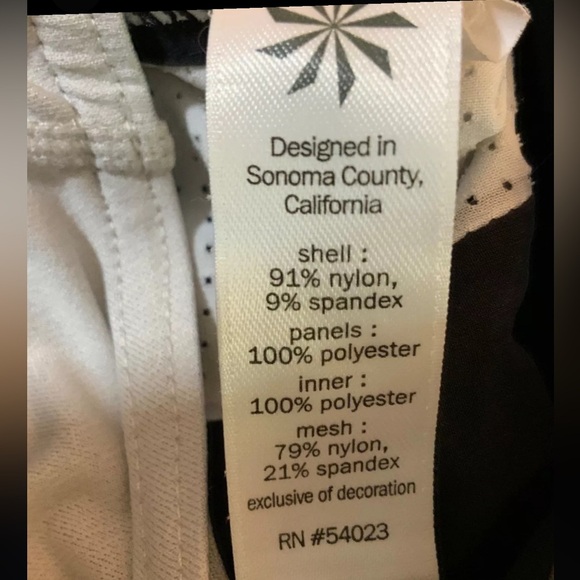 Designed in
Sonoma County,
California
shell :
91% nylon,
9% spandex
panels :
100% polyester
inner :
100% polyester
mesh :
79% nylon,
21% spandex
exclusive of decoration
RN #54023